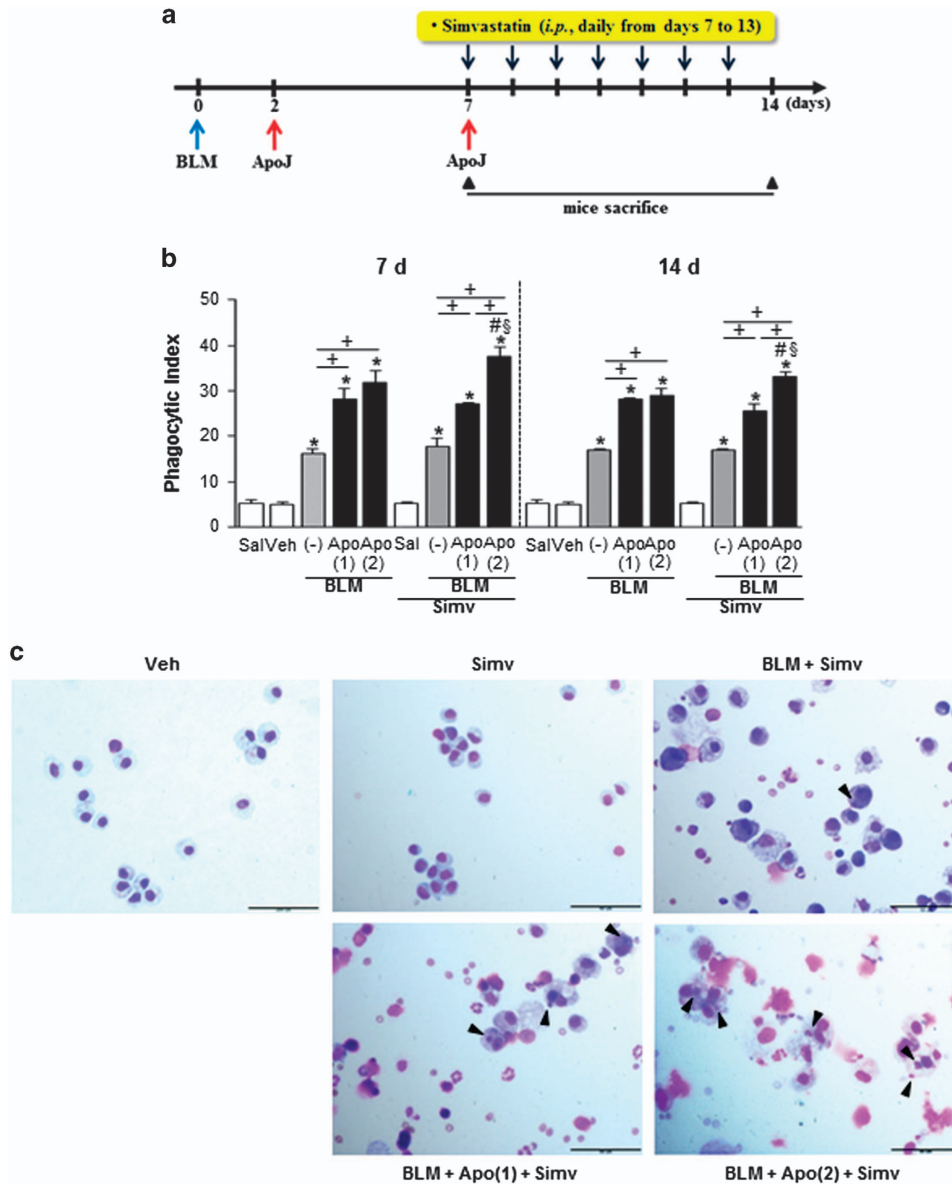 a
• Simvastatin (i.p., daily from days 7 to 13)
0 2 7 14 (days)
BLM ApoJ ApoJ
mice sacrifice
b
7 d 14 d
Phagocytic Index
50
40
30
20
10
0
+ + + + + + + + + +
* * * * * #§ * * * * * * #§ *
Sal Veh (-) Apo Apo Sal (-) Apo Apo Sal Veh (-) Apo Apo Sal (-) Apo Apo
(1) (2) (1) (2) (1) (2) (1) (2)
BLM BLM BLM BLM
Simv Simv
c
Veh Simv BLM + Simv
BLM + Apo(1) + Simv BLM + Apo(2) + Simv